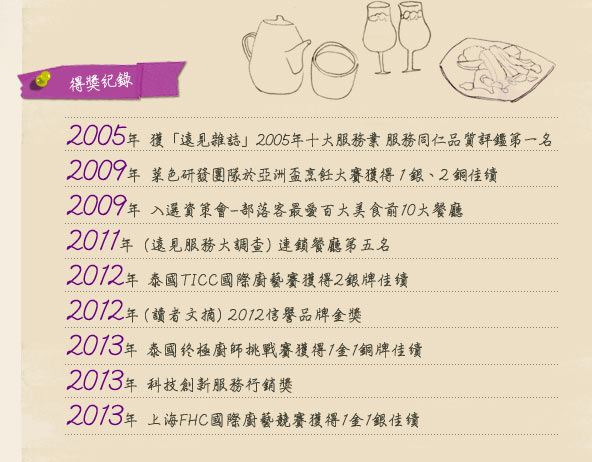 得獎紀錄
2005年 獲「遠見雜誌」2005年十大服務業 服務同仁品質評鑑第一名
2009年 菜色研發團隊於亞洲盃烹飪大賽獲得1銀、2銅佳績
2009年 入選資策會-部落客最愛百大美食前10大餐廳
2011年 (遠見服務大調查) 連鎖餐廳第五名
2012年 泰國TICC國際廚藝賽獲得2銀牌佳績
2012年 (讀者文摘) 2012信譽品牌金獎
2013年 泰國終極廚師挑戰賽獲得1金1銅牌佳績
2013年 科技創新服務行銷獎
2013年 上海FHC國際廚藝競賽獲得1金1銀佳績